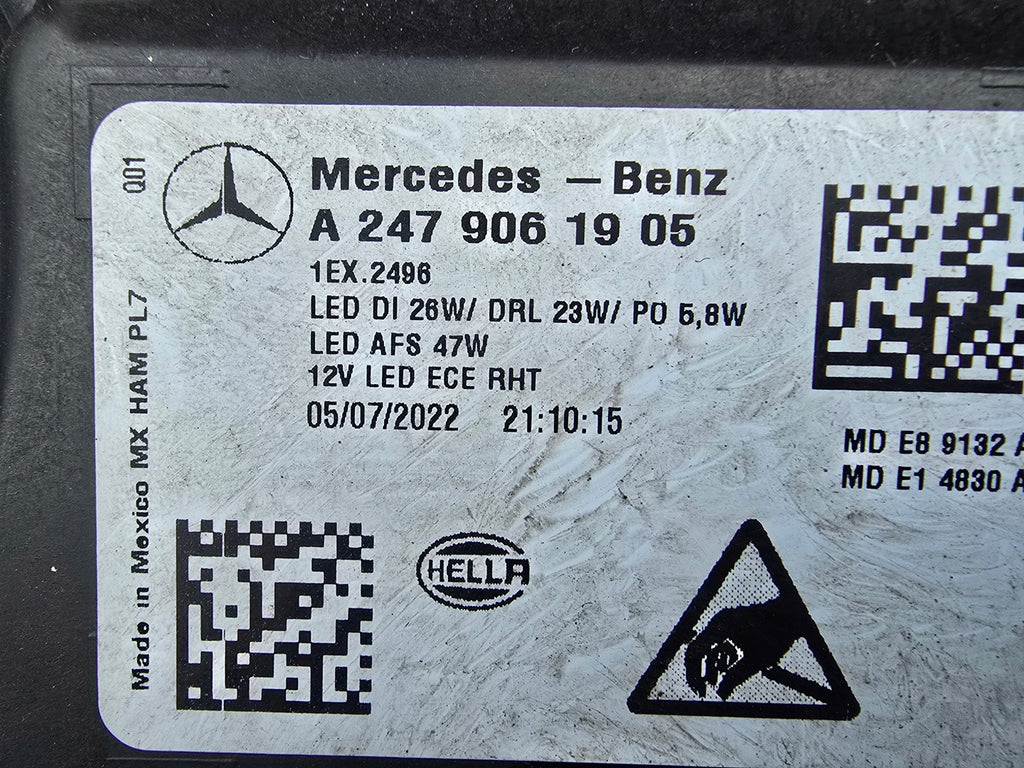 Q01
Mercedes - Benz
A 247 906 19 05
1EX.2496
LED DI 26W/ DRL 23W/ PO 5,8W
LED AFS 47W
12V LED ECE RHT
05/07/2022 21:10:15
MD E8 9132 A
MD E1 4830 A
Made in Mexico MX HAM PL7
HELLA